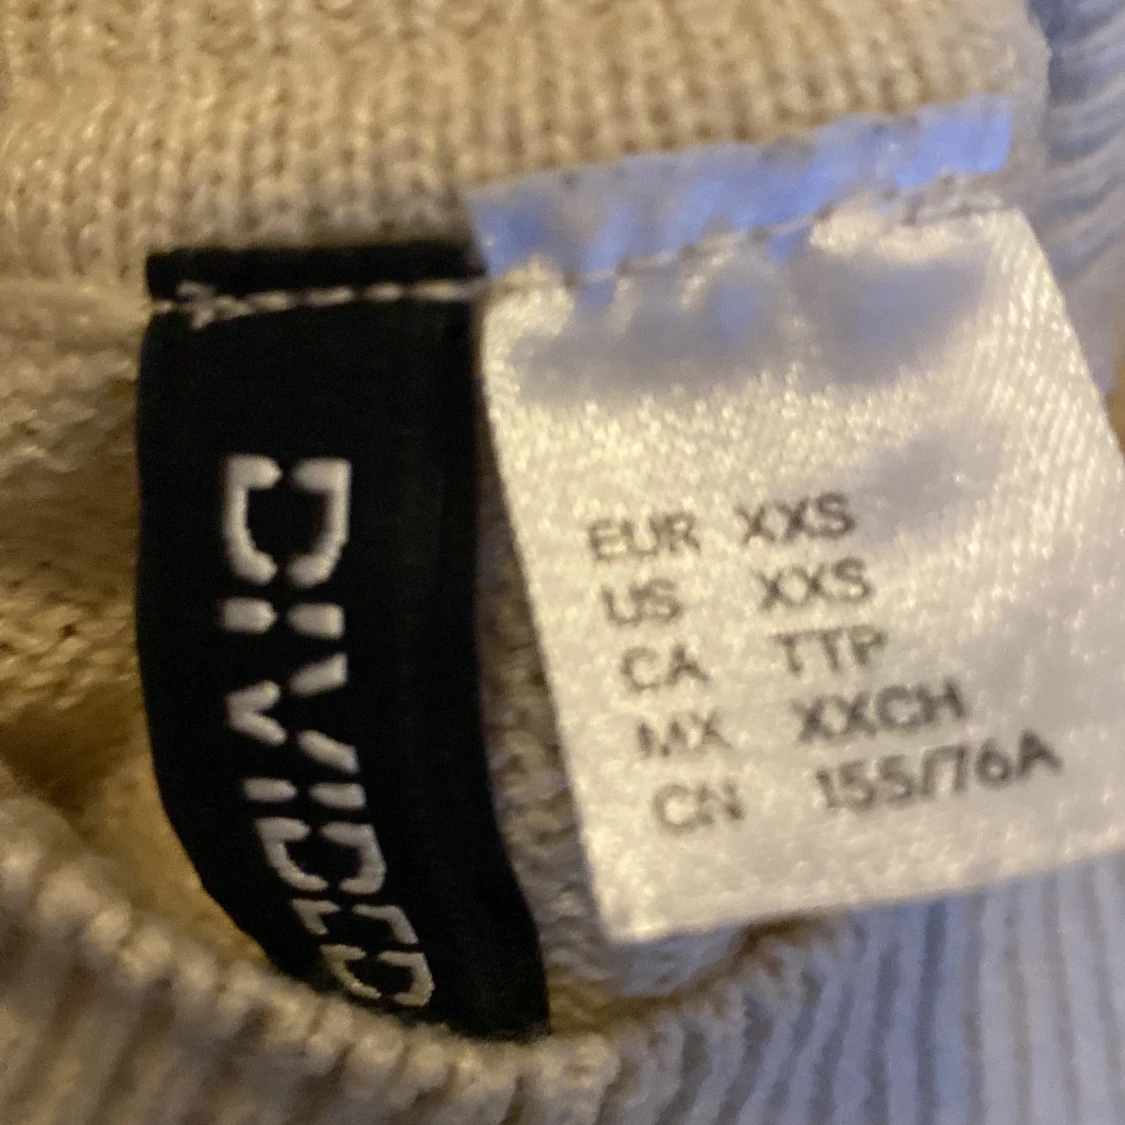 DIVIDED
EUR XXS
US XXS
CA TTP
MX XXCH
CN 155/76A